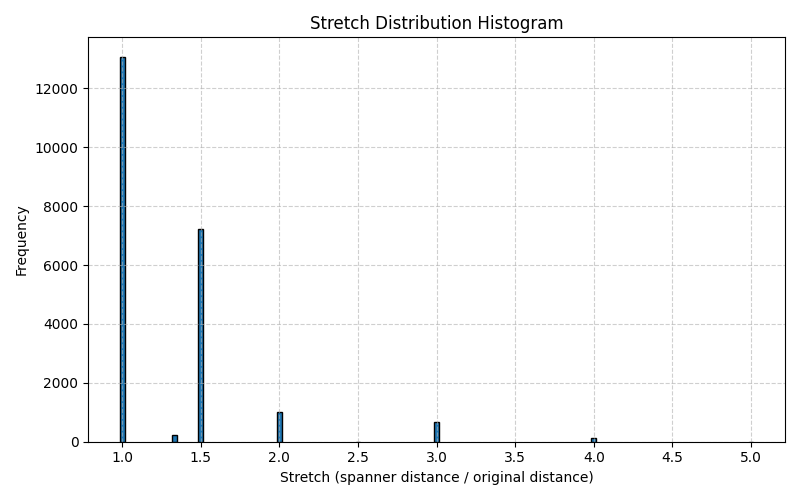 Stretch Distribution Histogram
Frequency
12000
10000
8000
6000
4000
2000
0
1.0 1.5 2.0 2.5 3.0 3.5 4.0 4.5 5.0
Stretch (spanner distance / original distance)